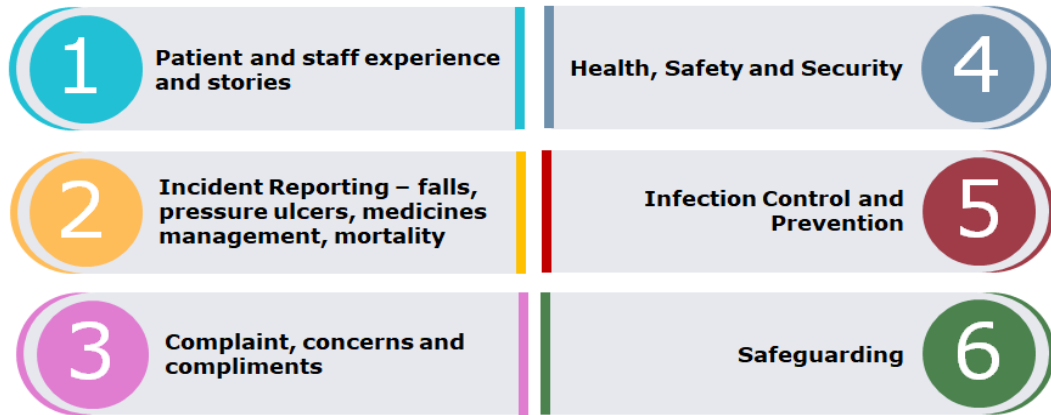 1
Patient and staff experience
and stories
2
Incident Reporting – falls,
pressure ulcers, medicines
management, mortality
3
Complaint, concerns and
compliments
Health, Safety and Security
4
Infection Control and
Prevention
5
Safeguarding
6